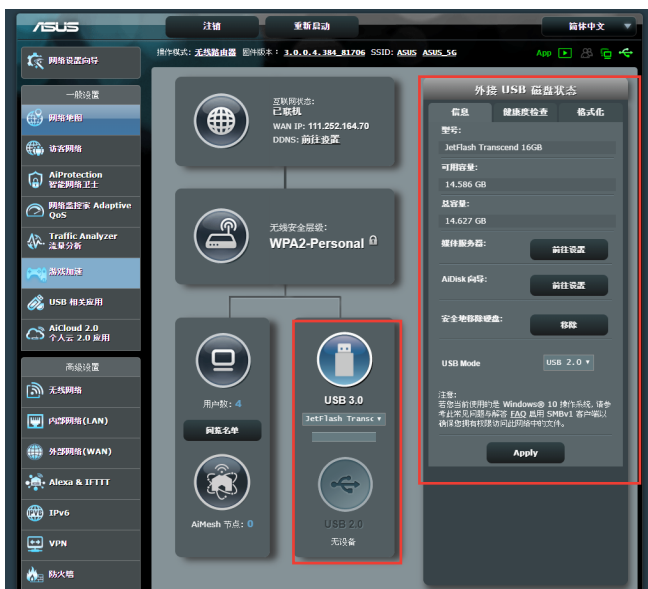 ASUS
注销
重新启动
简体中文
操作模式: 无线路由器 固件版本: 3.0.0.4.384_81706 SSID: ASUS ASUS_5G
App
网络设置向导
一般设置
网络地图
访客网络
AiProtection
智能网络卫士
网络监控家 Adaptive
QoS
Traffic Analyzer
流量分析
游戏加速
USB 相关应用
AiCloud 2.0
个人云 2.0 应用
高级设置
无线网络
内部网络(LAN)
外部网络(WAN)
Alexa & IFTTT
IPv6
VPN
防火墙
互联网状态:
已联机
WAN IP: 111.252.164.70
DDNS: 前往设置
无线安全层级:
WPA2-Personal
用户数: 4
浏览名单
AiMesh 节点: 0
USB 3.0
JetFlash Transc
USB 2.0
无设备
外接 USB 磁盘状态
信息
健康度检查
格式化
型号:
JetFlash Transcend 16GB
可用容量:
14.586 GB
总容量:
14.627 GB
媒体服务器:
前往设置
AiDisk 向导:
前往设置
安全地移除硬盘:
移除
USB Mode
USB 2.0
注意:
若您当前使用的是 Windows® 10 操作系统, 请参
考此常见问题与解答 FAQ 启用 SMBv1 客户端以
确保您拥有权限访问此网络中的文件。
Apply